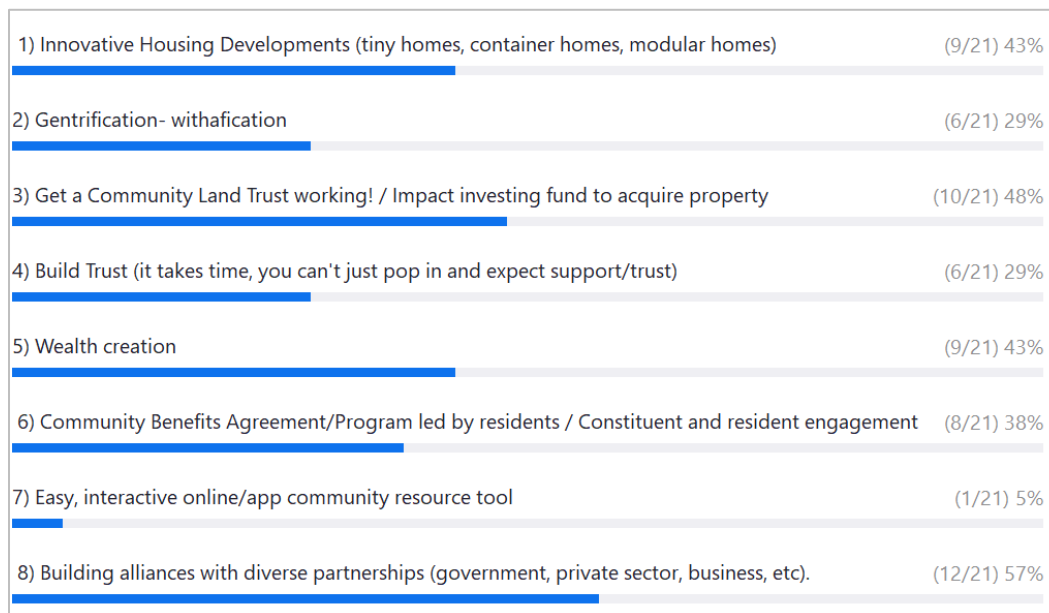 1) Innovative Housing Developments (tiny homes, container homes, modular homes) (9/21) 43%
2) Gentrification- withafication (6/21) 29%
3) Get a Community Land Trust working! / Impact investing fund to acquire property (10/21) 48%
4) Build Trust (it takes time, you can't just pop in and expect support/trust) (6/21) 29%
5) Wealth creation (9/21) 43%
6) Community Benefits Agreement/Program led by residents / Constituent and resident engagement (8/21) 38%
7) Easy, interactive online/app community resource tool (1/21) 5%
8) Building alliances with diverse partnerships (government, private sector, business, etc). (12/21) 57%